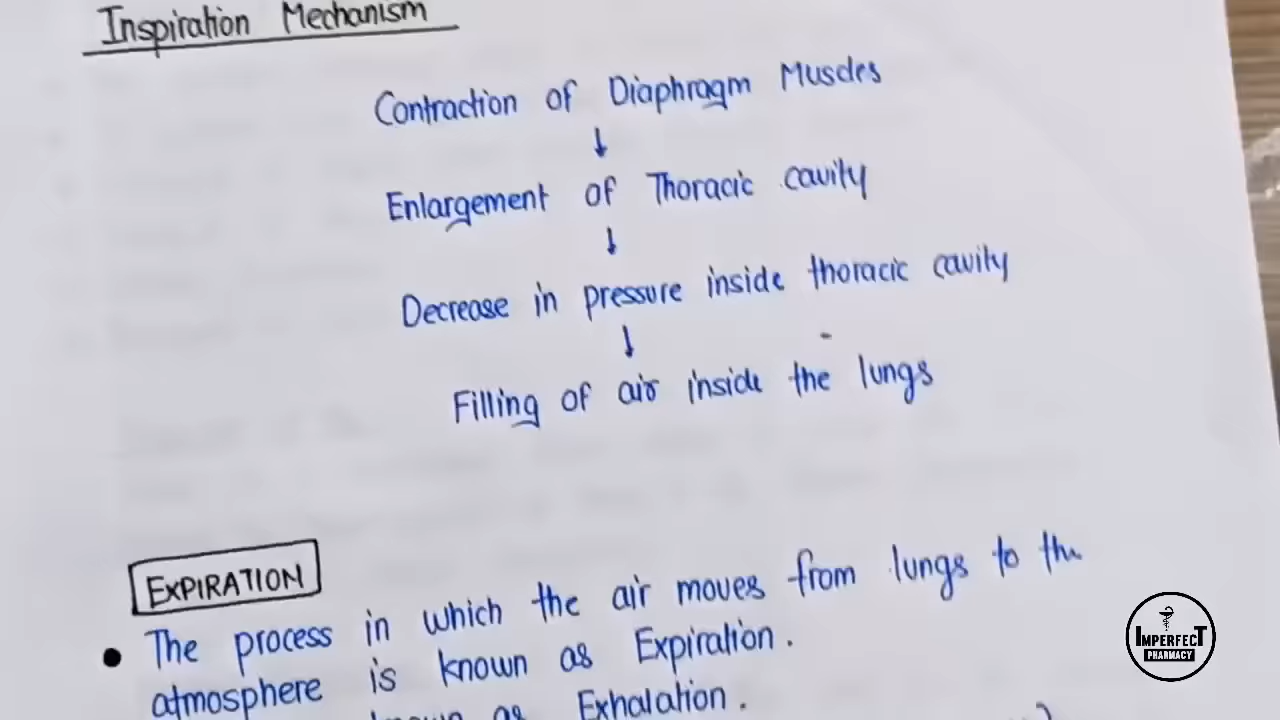 Inspiration Mechanism
Contraction of Diaphragm Muscles
↓
Enlargement of Thoracic cavity
↓
Decrease in pressure inside thoracic cavity
↓
Filling of air inside the lungs
EXPIRATION
• The process in which the air moves from lungs to the
atmosphere is known as Expiration.
known as Exhalation.
IMPERFECT
PHARMACY